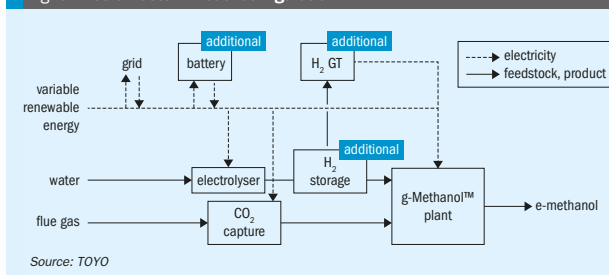 additional
additional
grid
battery
H2 GT
electricity
feedstock, product
variable
renewable
energy
additional
water
electrolyser
H2
storage
g-Methanol™
plant
e-methanol
flue gas
CO2
capture
Source: TOYO